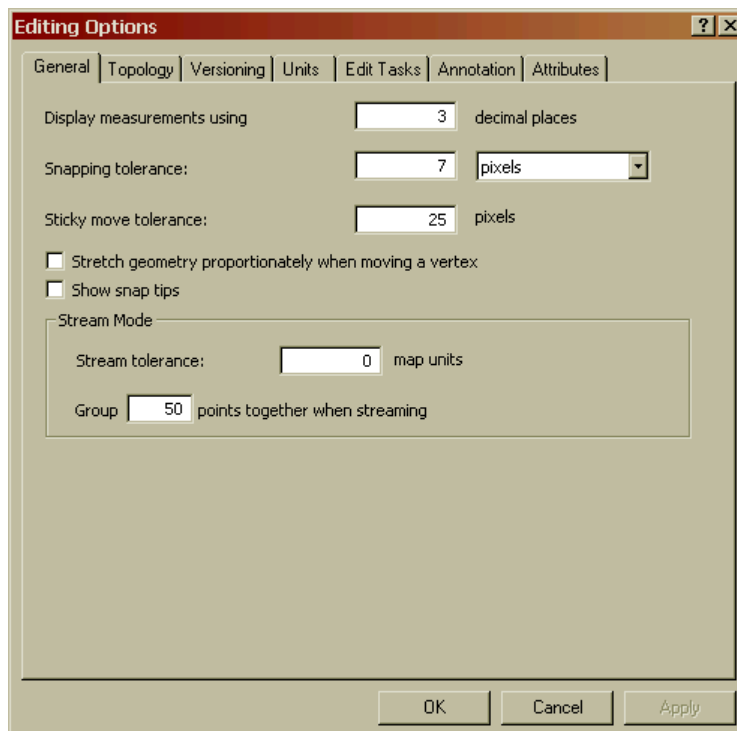 Editing Options
General Topology Versioning Units Edit Tasks Annotation Attributes
Display measurements using 3 decimal places
Snapping tolerance: 7 pixels
Sticky move tolerance: 25 pixels
Stretch geometry proportionately when moving a vertex
Show snap tips
Stream Mode
Stream tolerance: 0 map units
Group 50 points together when streaming
OK Cancel Apply